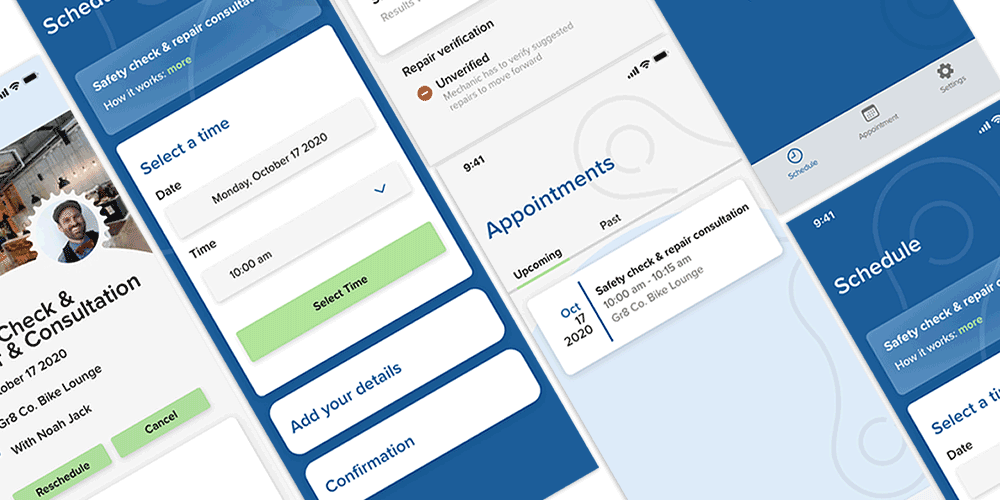 Check &
& Consultation
ober 17 2020
Gr8 Co. Bike Lounge
With Noah Jack
Reschedule
Cancel
Schedu
Safety check & repair consultatio
How it works: more
Select a time
Date
Monday, October 17 2020
Time
10:00 am
Select Time
Add your details
Confirmation
Results
Repair verification
Unverified
Mechanic has to verify suggested
repairs to move forward
9:41
Appointments
Upcoming
Past
Oct
17
2020
Safety check & repair consultation
10:00 am - 10:15 am
Gr8 Co. Bike Lounge
Schedule
Appointment
Settings
9:41
Schedule
Safety check & repair co
How it works: more
Select a ti
Date